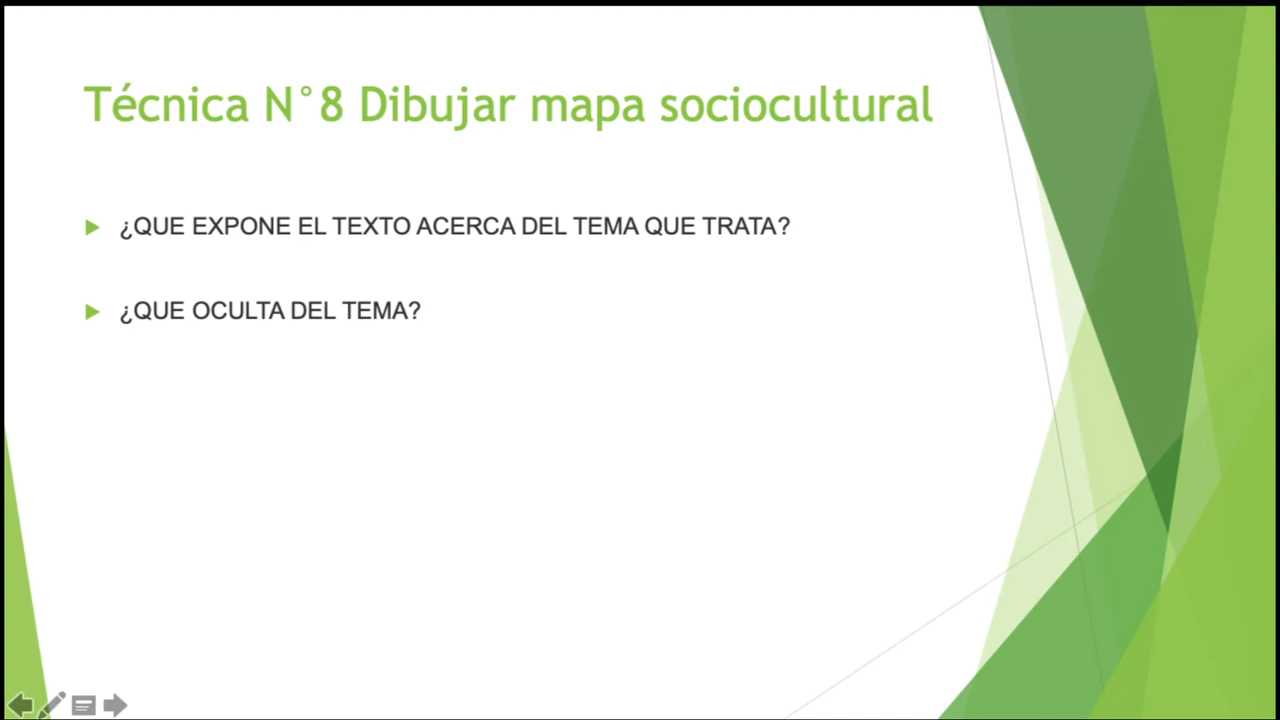 Técnica N°8 Dibujar mapa sociocultural
¿QUE EXPONE EL TEXTO ACERCA DEL TEMA QUE TRATA?
¿QUE OCULTA DEL TEMA?